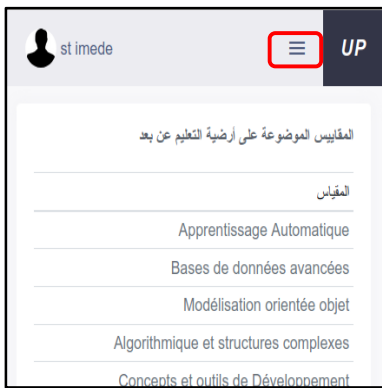 st imede
UP
المقاييس الموضوعة على أرضية التعليم عن بعد
المقياس
Apprentissage Automatique
Bases de données avancées
Modélisation orientée objet
Algorithmique et structures complexes
Concepts et outils de Développement